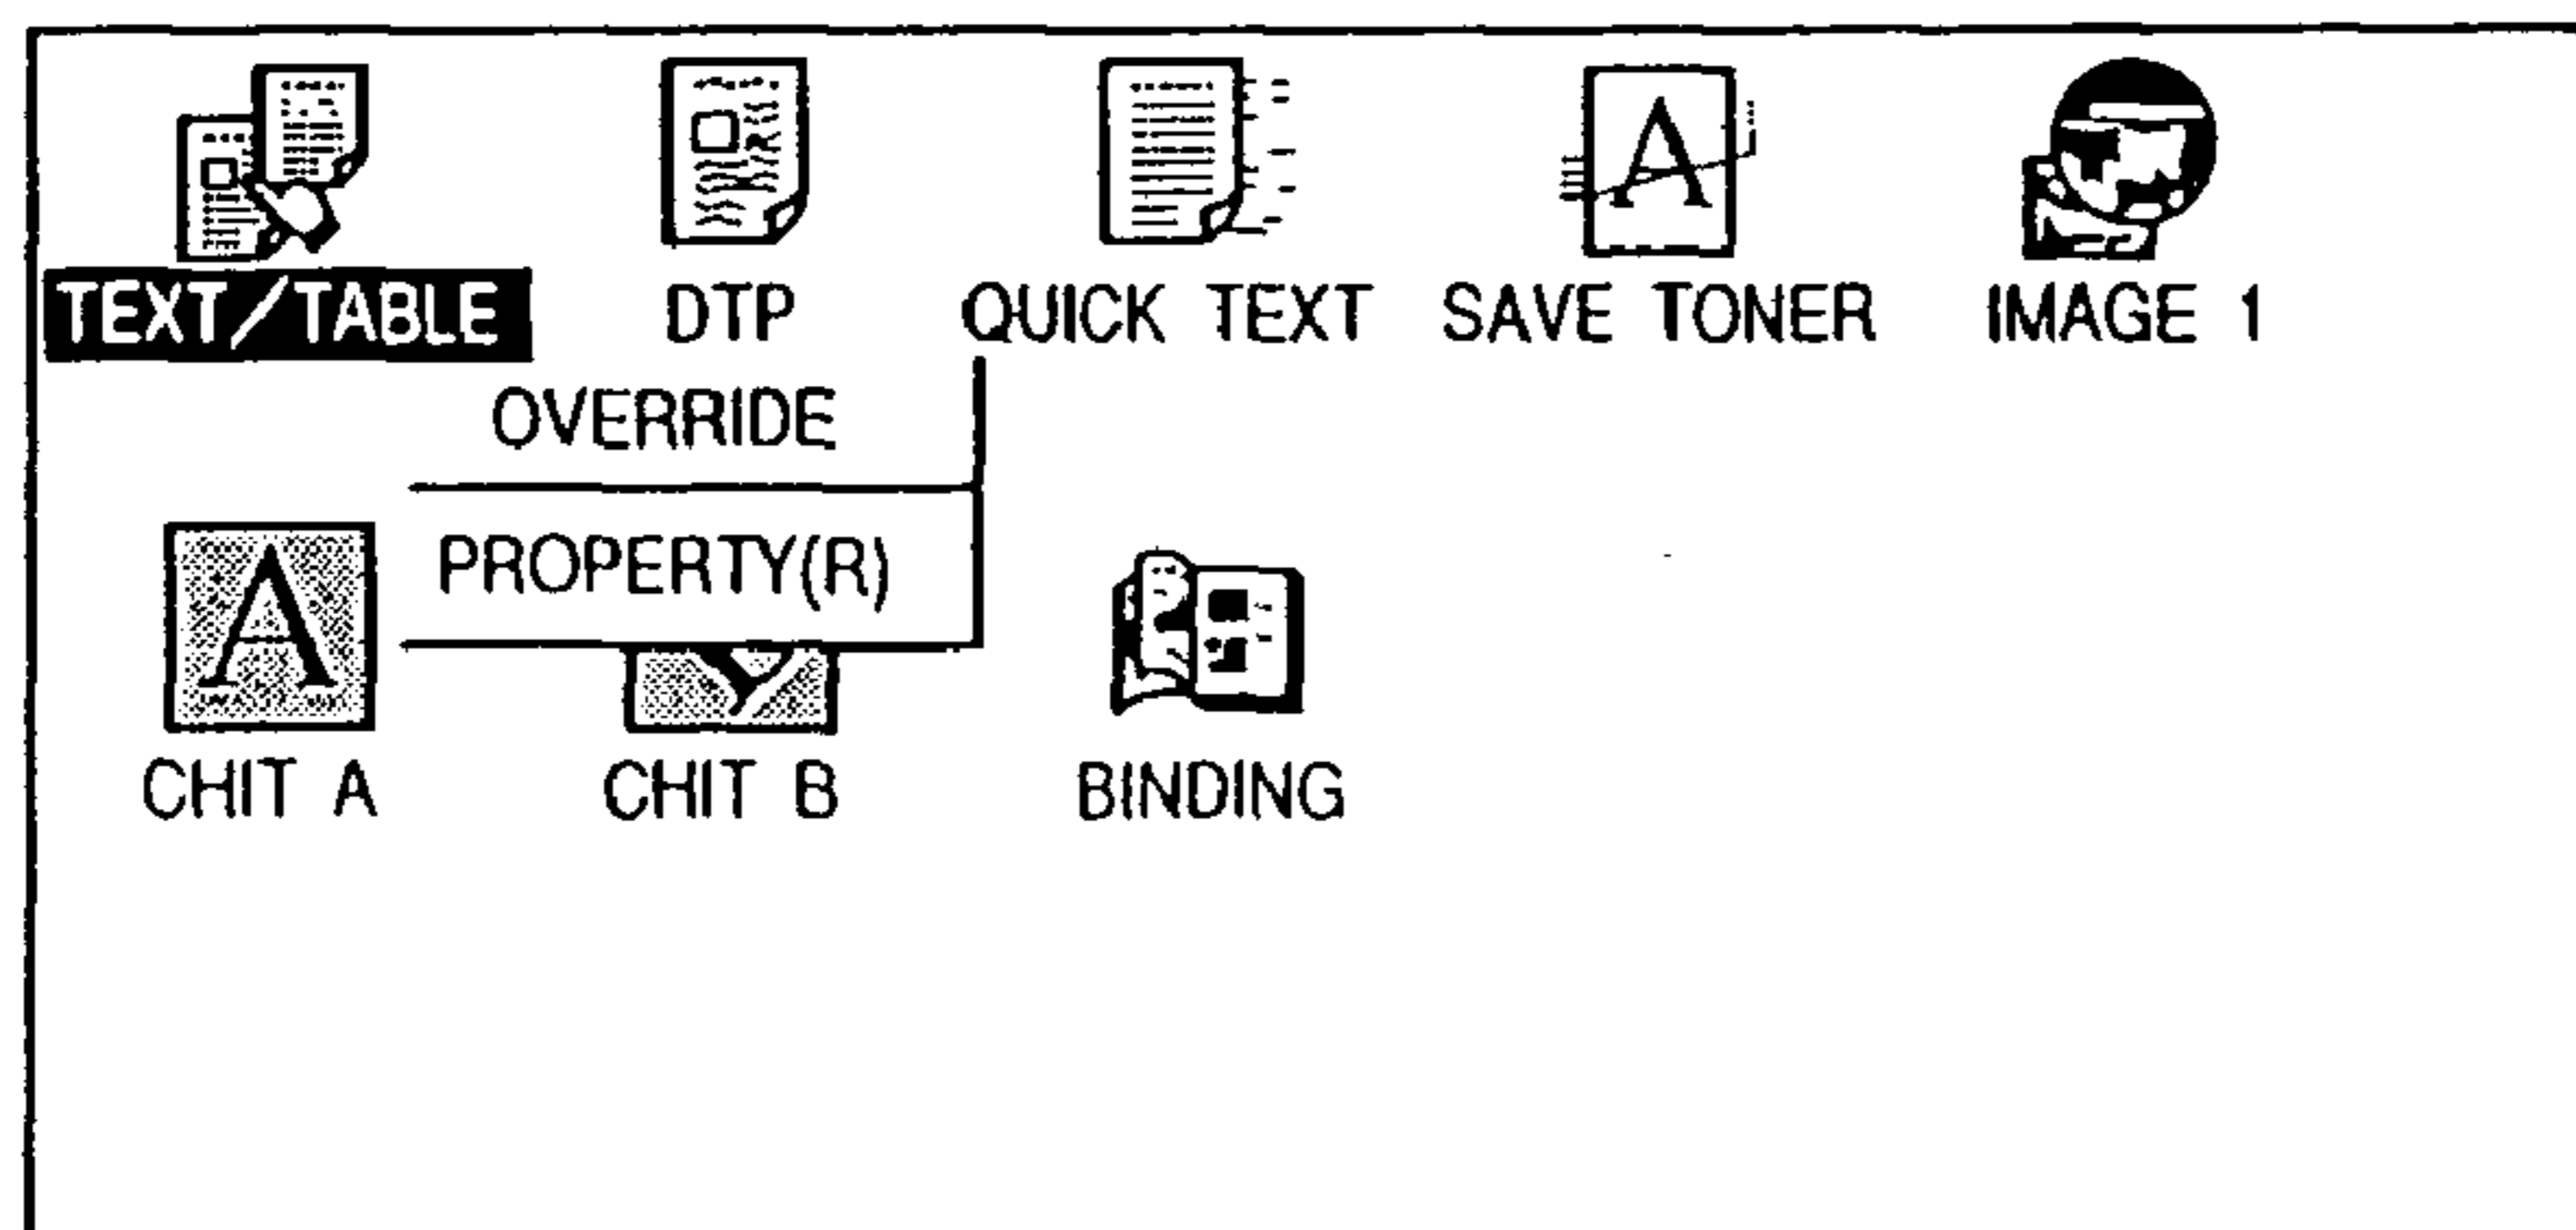 TEXT/TABLE DTP QUICK TEXT SAVE TONER IMAGE 1
OVERRIDE
PROPERTY(R)
CHIT A CHIT B BINDING